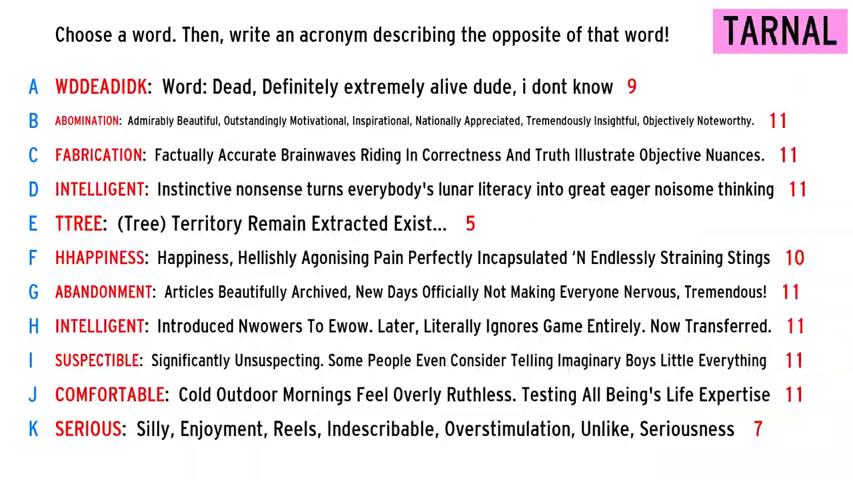 Choose a word. Then, write an acronym describing the opposite of that word!
TARNAL
A WDDEADIDK: Word: Dead, Definitely extremely alive dude, i dont know 9
B ABOMINATION: Admirably Beautiful, Outstandingly Motivational, Inspirational, Nationally Appreciated, Tremendously Insightful, Objectively Noteworthy. 11
C FABRICATION: Factually Accurate Brainwaves Riding In Correctness And Truth Illustrate Objective Nuances. 11
D INTELLIGENT: Instinctive nonsense turns everybody's lunar literacy into great eager noisome thinking 11
E TTREE: (Tree) Territory Remain Extracted Exist... 5
F HHAPPINESS: Happiness, Hellishly Agonising Pain Perfectly Incapsulated ‘N Endlessly Straining Stings 10
G ABANDONMENT: Articles Beautifully Archived, New Days Officially Not Making Everyone Nervous, Tremendous! 11
H INTELLIGENT: Introduced Nwowers To Ewow. Later, Literally Ignores Game Entirely. Now Transferred. 11
I SUSPECTIBLE: Significantly Unsuspecting. Some People Even Consider Telling Imaginary Boys Little Everything 11
J COMFORTABLE: Cold Outdoor Mornings Feel Overly Ruthless. Testing All Being's Life Expertise 11
K SERIOUS: Silly, Enjoyment, Reels, Indescribable, Overstimulation, Unlike, Seriousness 7